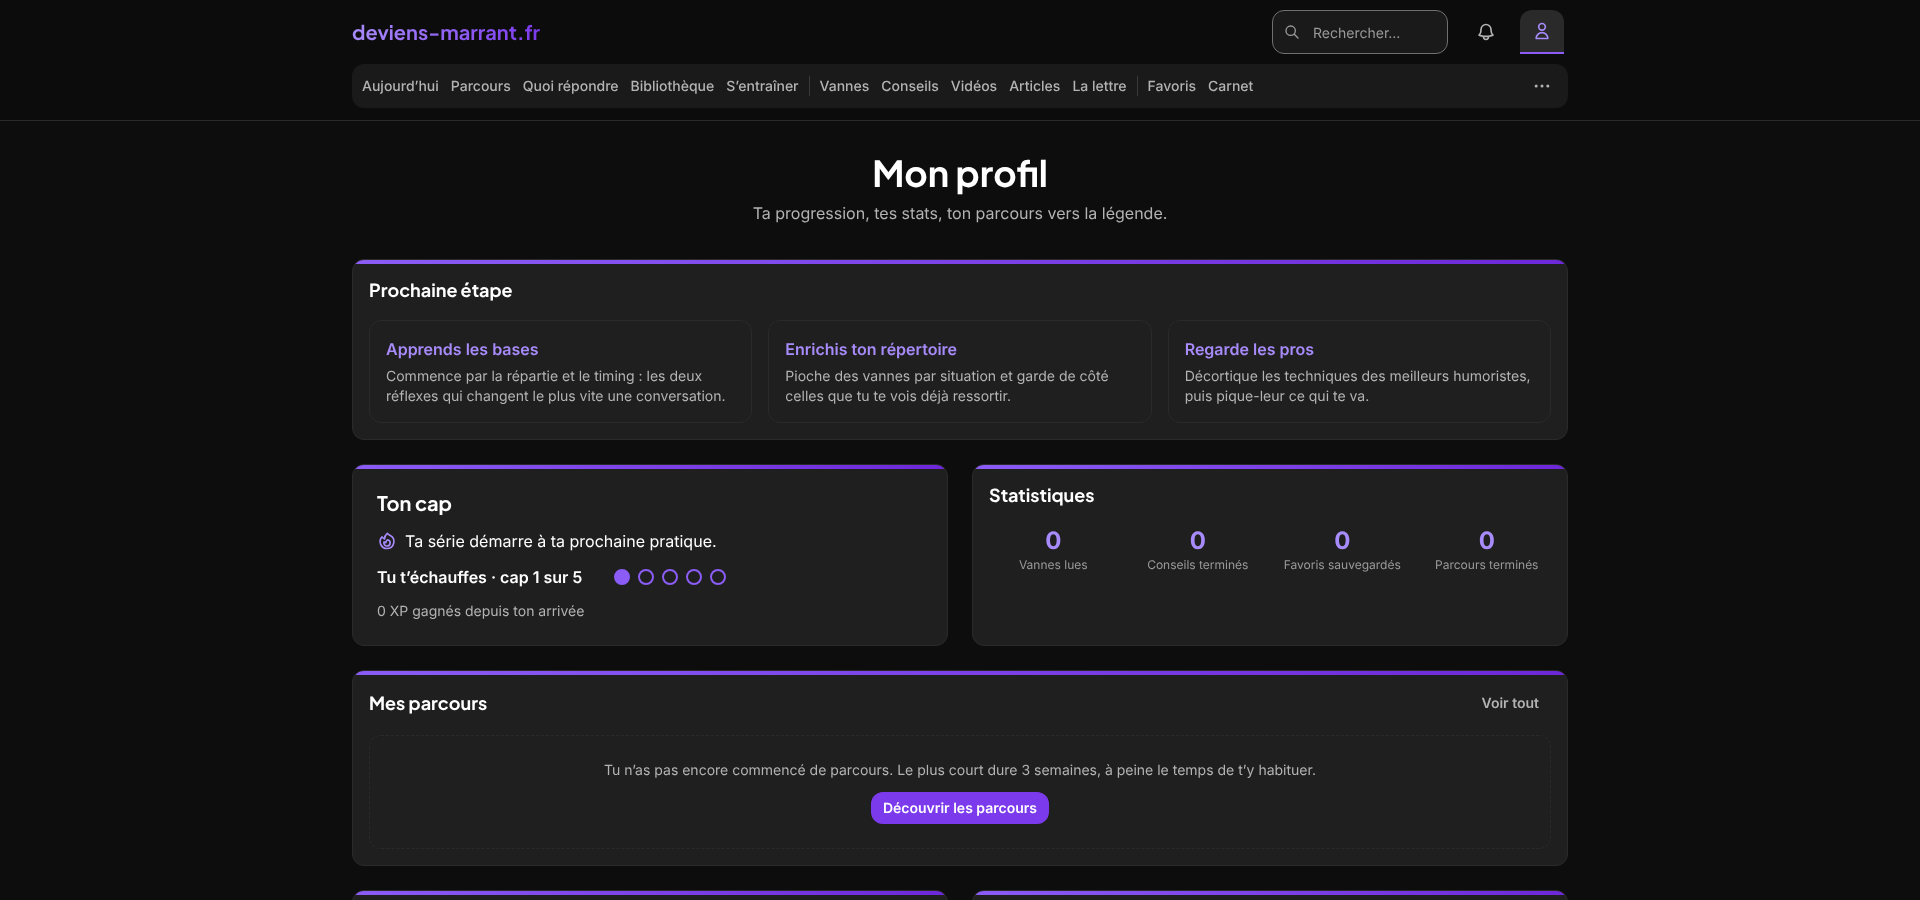 deviens-marrant.fr
Rechercher...
Aujourd’hui Parcours Quoi répondre Bibliothèque S’entraîner Vannes Conseils Vidéos Articles La lettre Favoris Carnet
Mon profil
Ta progression, tes stats, ton parcours vers la légende.
Prochaine étape
Apprends les bases
Commence par la répartie et le timing : les deux
réflexes qui changent le plus vite une conversation.
Enrichis ton répertoire
Pioche des vannes par situation et garde de côté
celles que tu te vois déjà ressortir.
Regarde les pros
Décortique les techniques des meilleurs humoristes,
puis pique-leur ce qui te va.
Ton cap
Ta série démarre à ta prochaine pratique.
Tu t’échauffes · cap 1 sur 5
0 XP gagnés depuis ton arrivée
Statistiques
0 0 0 0
Vannes lues Conseils terminés Favoris sauvegardés Parcours terminés
Mes parcours
Voir tout
Tu n’as pas encore commencé de parcours. Le plus court dure 3 semaines, à peine le temps de t’y habituer.
Découvrir les parcours